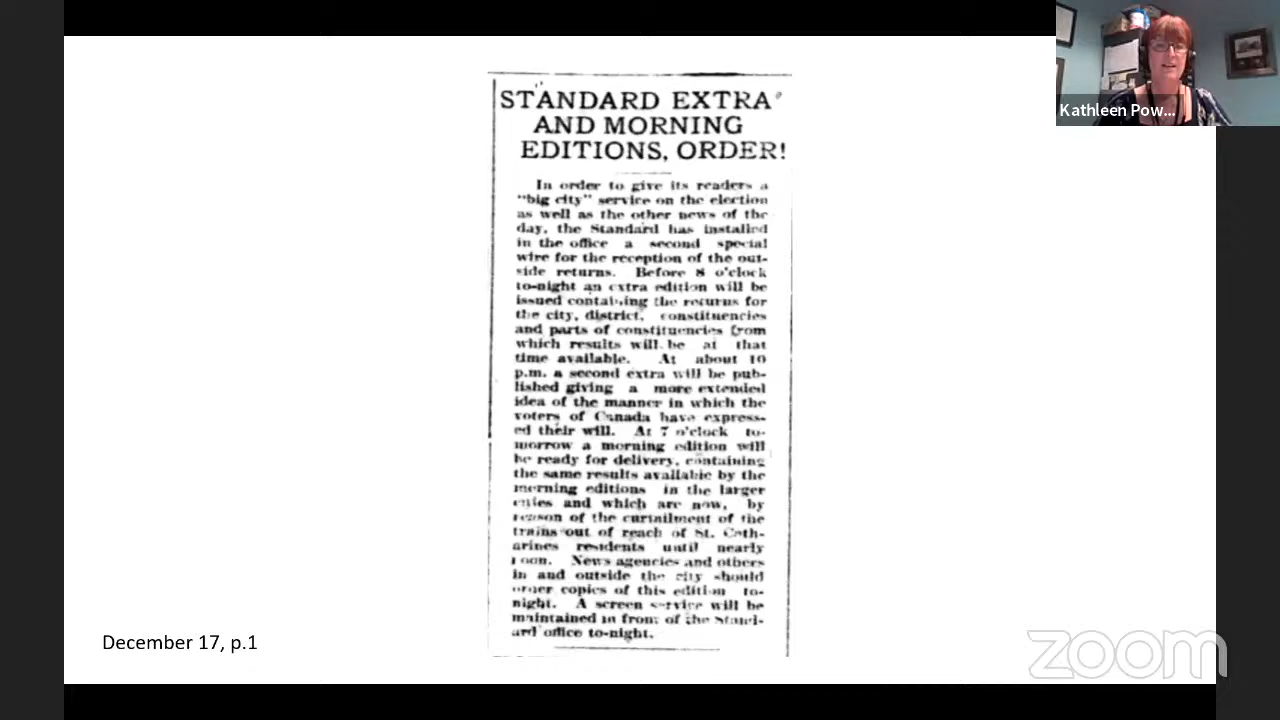 STANDARD EXTRA
AND MORNING
EDITIONS, ORDER!
In order to give its readers a
"big city" service on the election
as well as the other news of the
day, the Standard has installed
in the office a second special
wire for the reception of the out-
side returns. Before 8 o'clock
to-night an extra edition will be
issued containing the returns for
the city, district, constituencies
and parts of constituencies from
which results will be at that
time available. At about 10
p.m. a second extra will be pub-
lished giving a more extended
idea of the manner in which the
voters of Canada have express-
ed their will. At 7 o'clock to-
morrow a morning edition will
be ready for delivery, containing
the same results available by the
morning editions in the larger
cities and which are now, by
reason of the curtailment of the
trains out of reach of St. Cath-
arines residents until nearly
noon. News agencies and others
in and outside the city should
order copies of this edition to-
night. A screen service will be
maintained in front of the Stand-
ard office to-night.
December 17, p.1
Kathleen Pow...
zoom